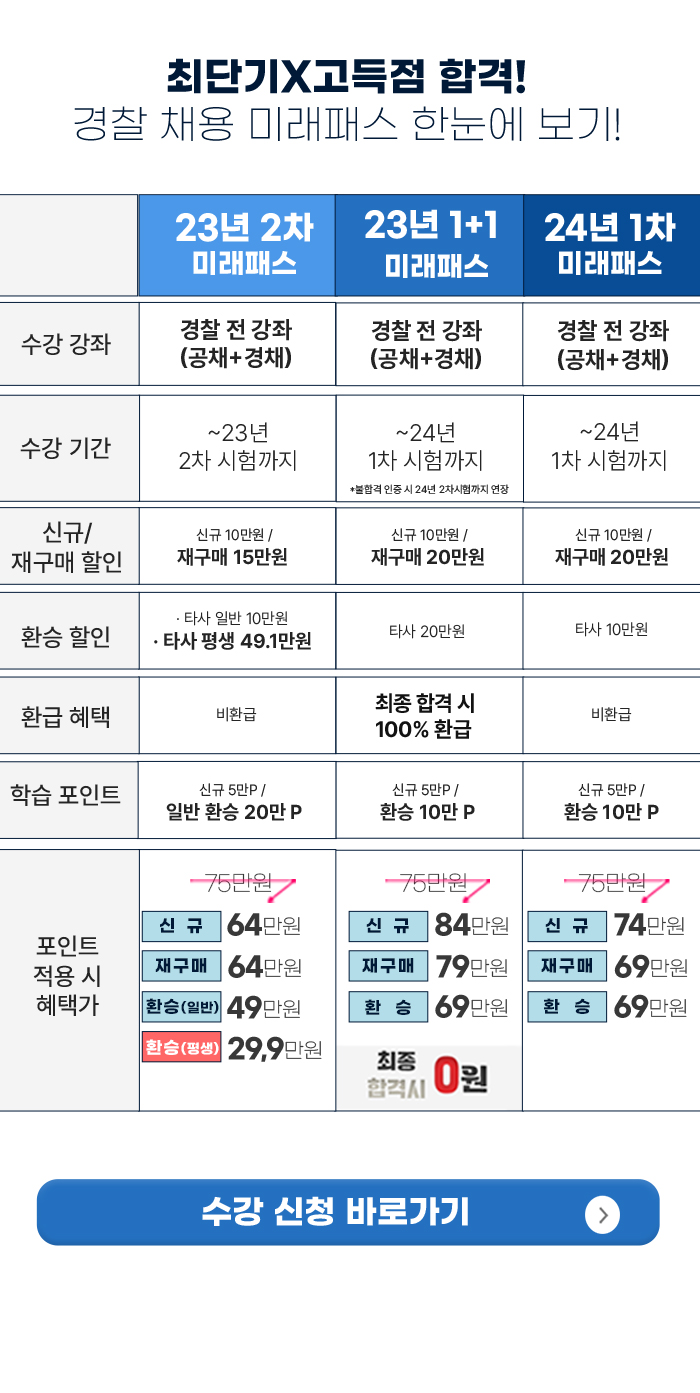 최단기X고득점 합격!
경찰 채용 미래패스 한눈에 보기!
23년 2차
미래패스
23년 1+1
미래패스
24년 1차
미래패스
수강 강좌
경찰 전 강좌
(공채+경채)
경찰 전 강좌
(공채+경채)
경찰 전 강좌
(공채+경채)
수강 기간
~23년
2차 시험까지
~24년
1차 시험까지
*불합격 인증 시 24년 2차시험까지 연장
~24년
1차 시험까지
신규/
재구매 할인
신규 10만원 /
재구매 15만원
신규 10만원 /
재구매 20만원
신규 10만원 /
재구매 20만원
환승 할인
· 타사 일반 10만원
· 타사 평생 49.1만원
타사 20만원
타사 10만원
환급 혜택
비환급
최종 합격 시
100% 환급
비환급
학습 포인트
신규 5만P /
일반 환승 20만 P
신규 5만P /
환승 10만 P
신규 5만P /
환승 10만 P
포인트
적용 시
혜택가
75만원
신 규 64만원
재구매 64만원
환승(일반) 49만원
환승(평생) 29,9만원
75만원
신 규 84만원
재구매 79만원
환 승 69만원
최종
합격시 0원
75만원
신 규 74만원
재구매 69만원
환 승 69만원
수강 신청 바로가기